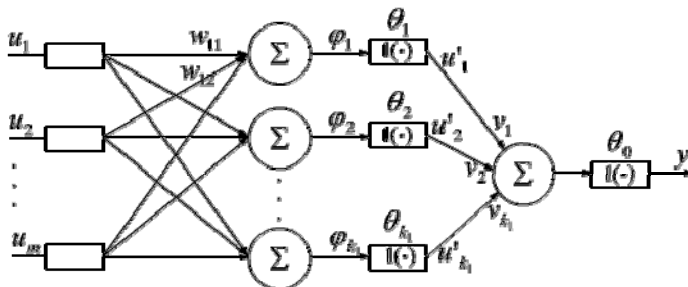 u₁ w₁₁ Σ φ₁ θ₁ 1(·) u'₁ v₁
w₁₂
u₂ Σ φ₂ θ₂ 1(·) u'₂ v₂ Σ θ₀ 1(·) y
uₘ Σ φₖ₁ θₖ₁ 1(·) u'ₖ₁ vₖ₁